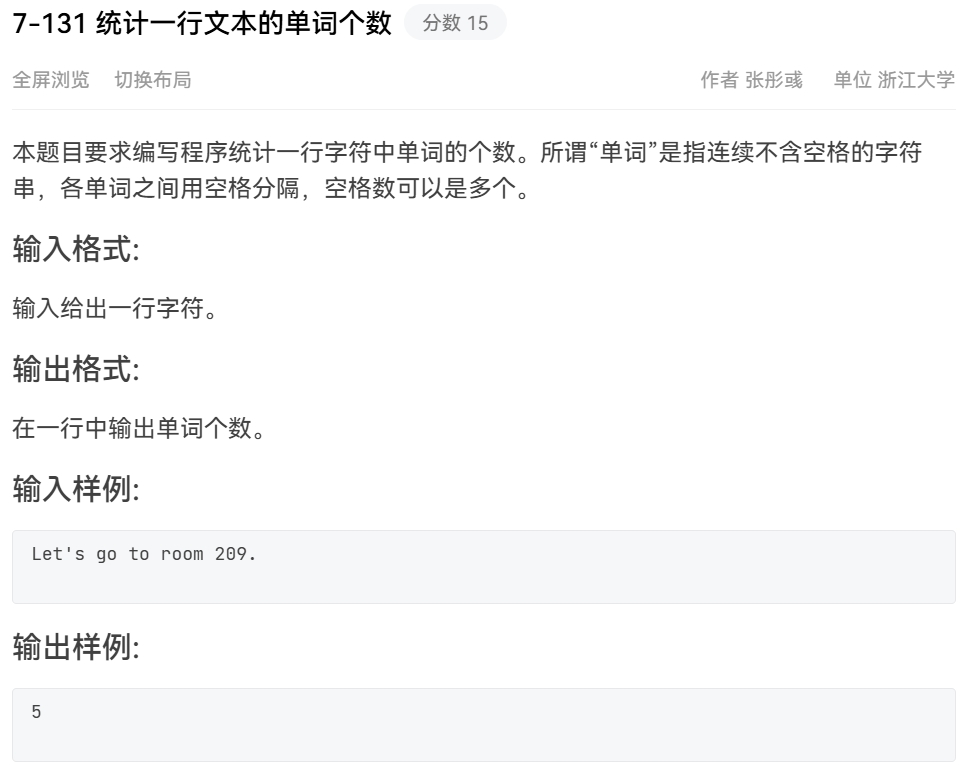 7-131 统计一行文本的单词个数 分数 15
全屏浏览 切换布局 作者 张彤彧 单位 浙江大学
本题目要求编写程序统计一行字符中单词的个数。所谓“单词”是指连续不含空格的字符
串，各单词之间用空格分隔，空格数可以是多个。
输入格式:
输入给出一行字符。
输出格式:
在一行中输出单词个数。
输入样例:
Let's go to room 209.
输出样例:
5